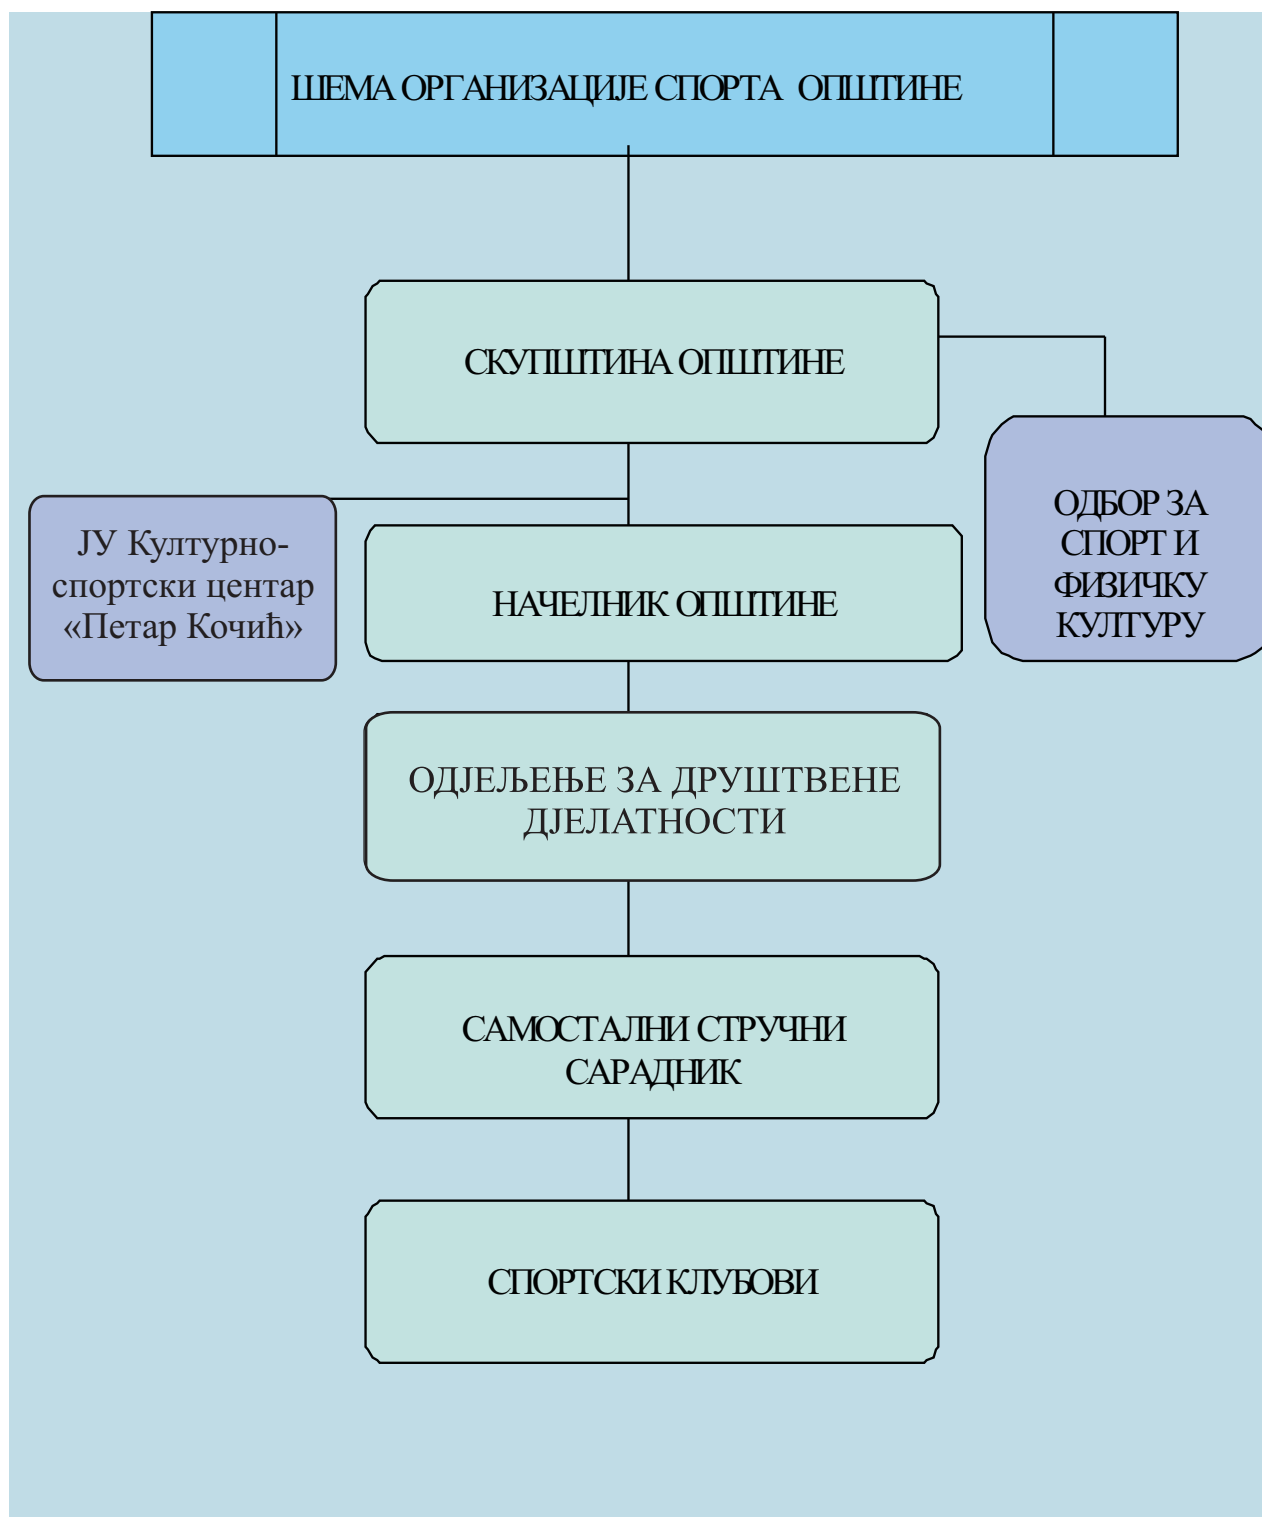 ШЕМА ОРГАНИЗАЦИЈЕ СПОРТА ОПШТИНЕ
СКУПШТИНА ОПШТИНЕ
ОДБОР ЗА
СПОРТ И
ФИЗИЧКУ
КУЛТУРУ
ЈУ Културно-
спортски центар
«Петар Кочић»
НАЧЕЛНИК ОПШТИНЕ
ОДЈЕЉЕЊЕ ЗА ДРУШТВЕНЕ
ДЈЕЛАТНОСТИ
САМОСТАЛНИ СТРУЧНИ
САРАДНИК
СПОРТСКИ КЛУБОВИ